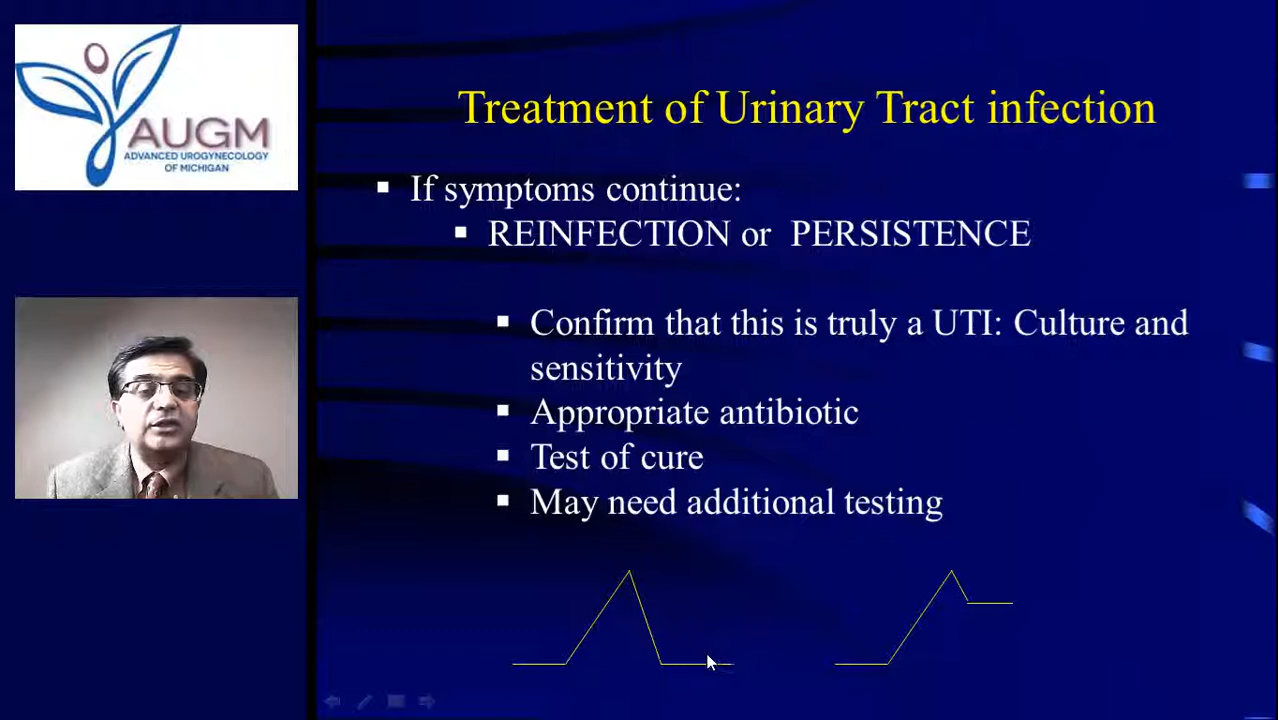 AUGM
ADVANCED UROGYNECOLOGY
OF MICHIGAN
Treatment of Urinary Tract infection
If symptoms continue:
REINFECTION or PERSISTENCE
Confirm that this is truly a UTI: Culture and
sensitivity
Appropriate antibiotic
Test of cure
May need additional testing